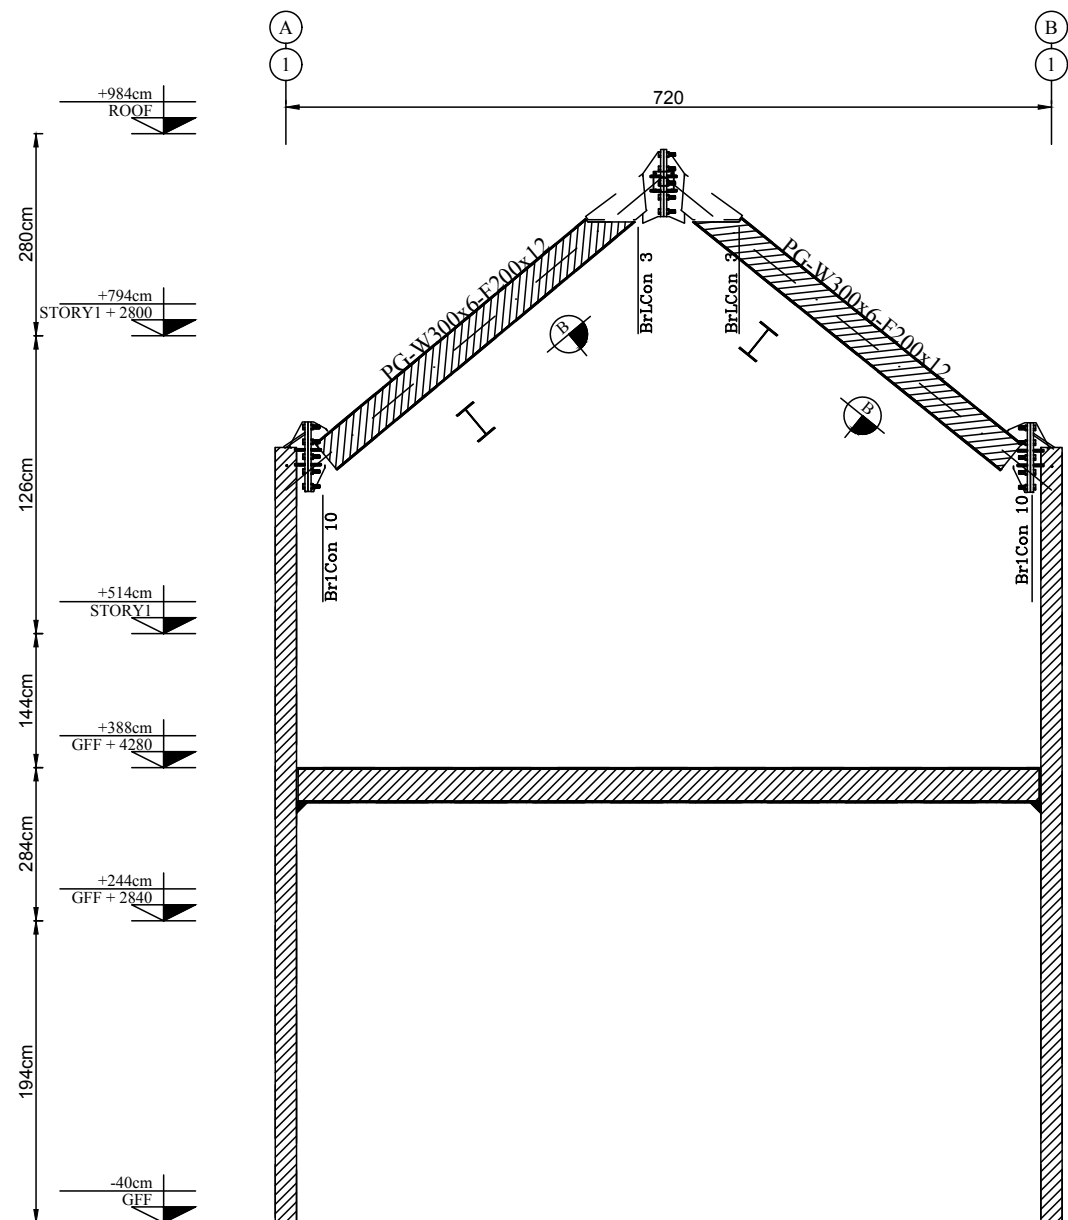 A
B
1
1
720
+984cm
ROOF
280cm
+794cm
STORY1 + 2800
PG-W300x6-F200x12
PG-W300x6-F200x12
BrLCon 3
BrLCon 3
B
B
126cm
Br1Con 10
Br1Con 10
+514cm
STORY1
144cm
+388cm
GFF + 4280
284cm
+244cm
GFF + 2840
194cm
-40cm
GFF